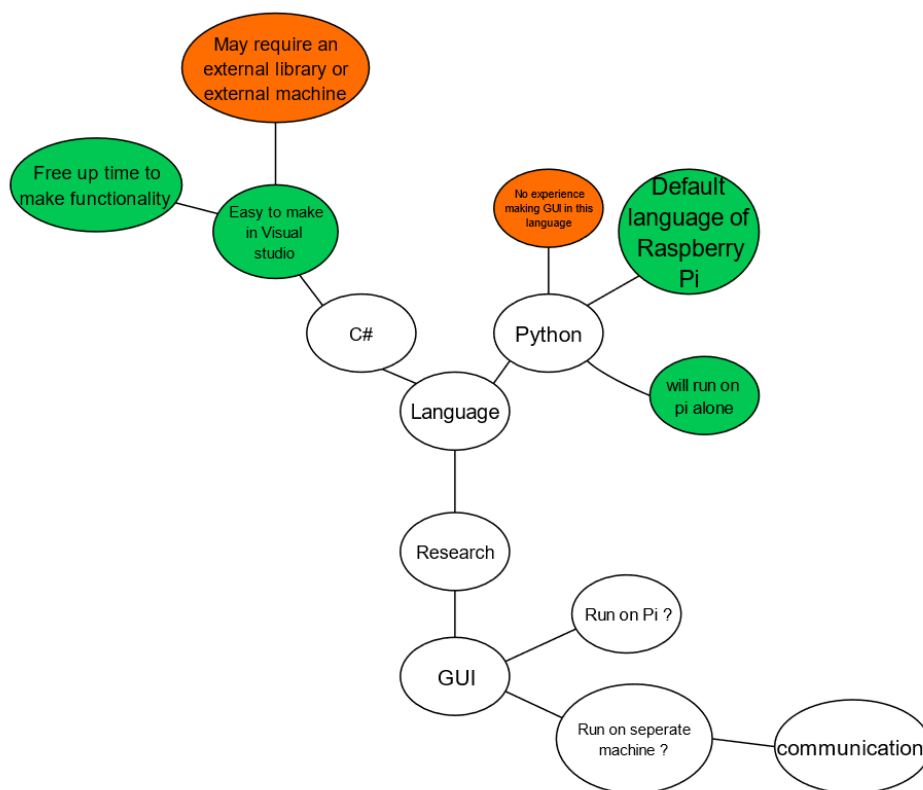 May require an
external library or
external machine
Free up time to
make functionality
Easy to make
in Visual
studio
No experience
making GUI in this
language
Default
language of
Raspberry
Pi
C#
Python
will run on
pi alone
Language
Research
Run on Pi ?
GUI
Run on seperate
machine ?
communication